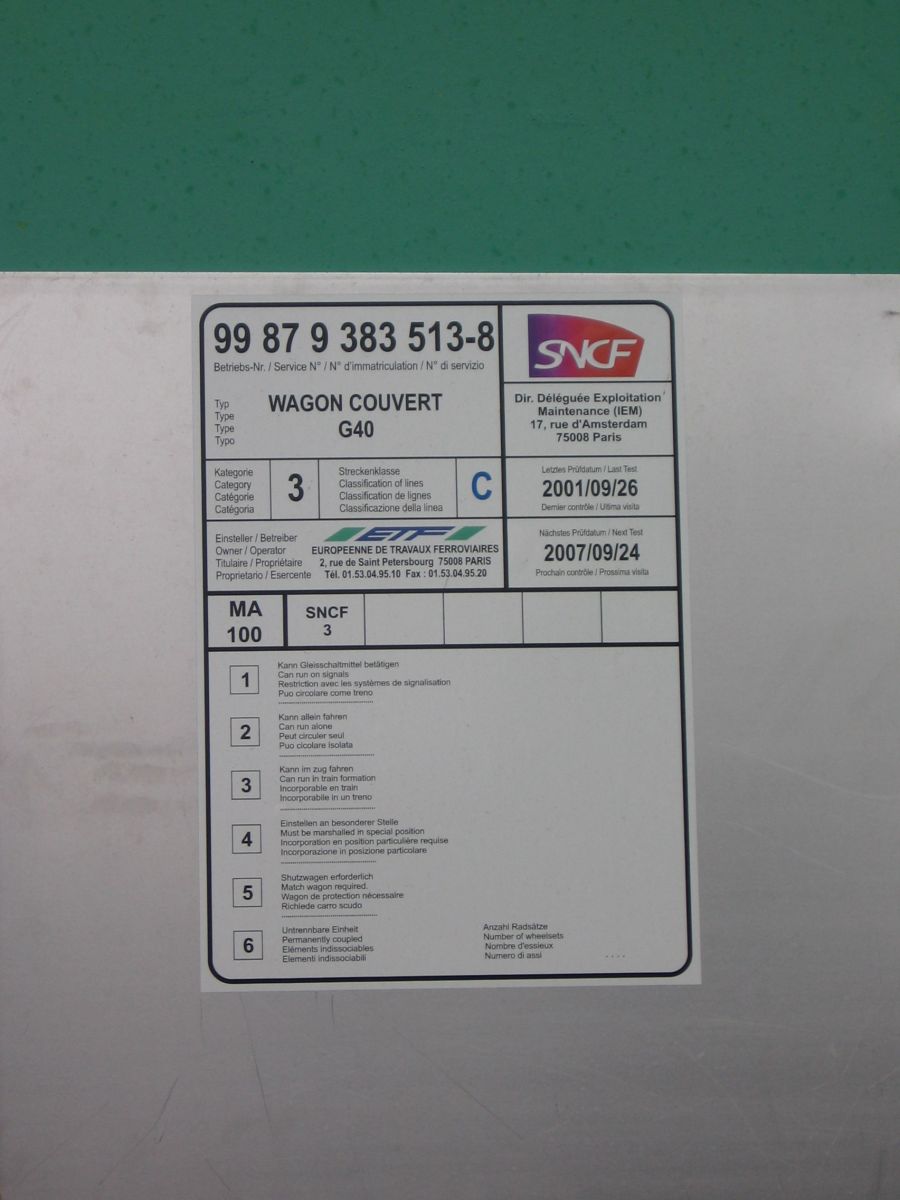 99 87 9 383 513-8
Betriebs-Nr. / Service N° / N° d'immatriculation / N° di servizio
Typ
Type
Type
Typo
WAGON COUVERT
G40
SNCF
Dir. Déléguée Exploitation
Maintenance (IEM)
17, rue d'Amsterdam
75008 Paris
Kategorie
Category
Catégorie
Catégoria
3
Streckenklasse
Classification of lines
Classification de lignes
Classificazione della linea
C
Letztes Prüfdatum / Last Test
2001/09/26
Dernier contrôle / Ultima visita
Einsteller / Betreiber
Owner / Operator
Titulaire / Propriétaire
Proprietario / Esercente
ETF
EUROPEENNE DE TRAVAUX FERROVIAIRES
2, rue de Saint Petersbourg 75008 PARIS
Tél. 01.53.04.95.10 Fax : 01.53.04.95.20
Nächstes Prüfdatum / Next Test
2007/09/24
Prochain contrôle / Prossima visita
MA
100
SNCF
3
1
Kann Gleisschaltmittel betätigen
Can run on signals
Restriction avec les systèmes de signalisation
Puo circolare come treno
2
Kann allein fahren
Can run alone
Peut circuler seul
Puo cicolare isolata
3
Kann im zug fahren
Can run in train formation
Incorporable en train
Incorporabile in un treno
4
Einstellen an besonderer Stelle
Must be marshalled in special position
Incorporation en position particulière requise
Incorporazione in posizione particolare
5
Shutzwagen erforderlich
Match wagon required.
Wagon de protection nécessaire
Richiede carro scudo
6
Untrennbare Einheit
Permanently coupled
Eléments indissociables
Elementi indissociabili
Anzahl Radsätze
Number of wheelsets
Nombre d'essieux
Numero di assi
....